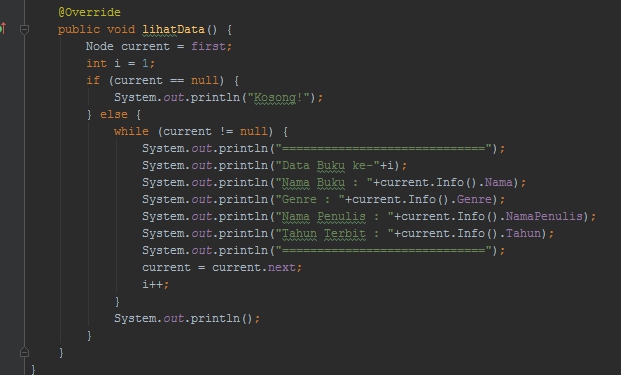 @Override
public void lihatData() {
Node current = first;
int i = 1;
if (current == null) {
System.out.println("Kosong!");
} else {
while (current != null) {
System.out.println("=============================");
System.out.println("Data Buku ke-"+i);
System.out.println("Nama Buku : "+current.Info().Nama);
System.out.println("Genre : "+current.Info().Genre);
System.out.println("Nama Penulis : "+current.Info().NamaPenulis);
System.out.println("Tahun Terbit : "+current.Info().Tahun);
System.out.println("=============================");
current = current.next;
i++;
}
System.out.println();
}
}
}